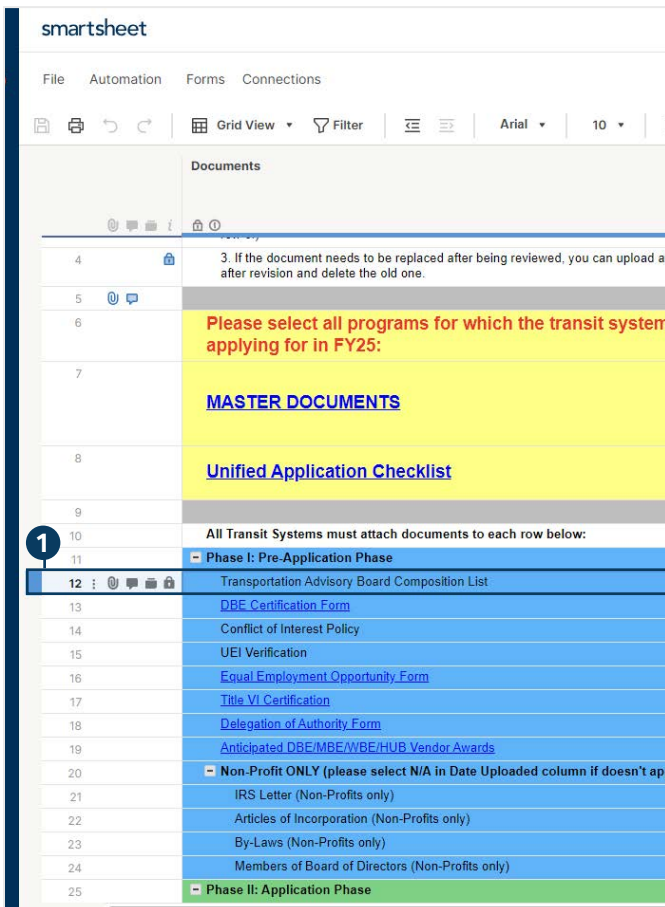 smartsheet
File Automation Forms Connections
Grid View Filter Arial 10
Documents
4 3. If the document needs to be replaced after being reviewed, you can upload a
after revision and delete the old one.
5
6 Please select all programs for which the transit system
applying for in FY25:
7 MASTER DOCUMENTS
8 Unified Application Checklist
9
10 All Transit Systems must attach documents to each row below:
1
11 Phase I: Pre-Application Phase
12 Transportation Advisory Board Composition List
13 DBE Certification Form
14 Conflict of Interest Policy
15 UEI Verification
16 Equal Employment Opportunity Form
17 Title VI Certification
18 Delegation of Authority Form
19 Anticipated DBE/MBE/WBE/HUB Vendor Awards
20 Non-Profit ONLY (please select N/A in Date Uploaded column if doesn't ap
21 IRS Letter (Non-Profits only)
22 Articles of Incorporation (Non-Profits only)
23 By-Laws (Non-Profits only)
24 Members of Board of Directors (Non-Profits only)
25 Phase II: Application Phase